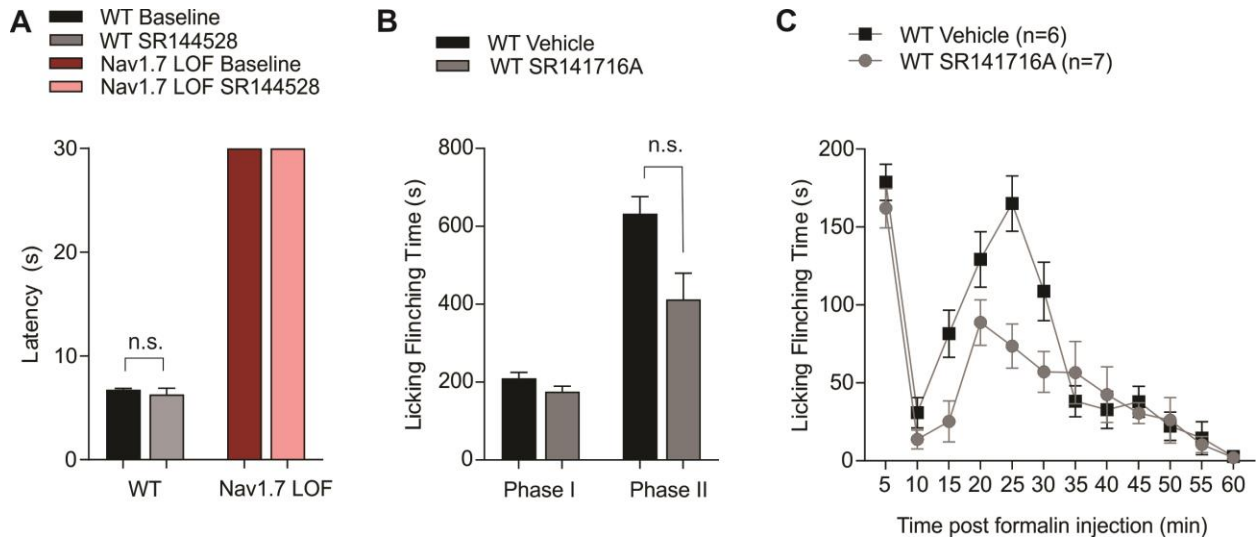 A
WT Baseline
WT SR144528
Nav1.7 LOF Baseline
Nav1.7 LOF SR144528
Latency (s)
30
30
10
0
n.s.
WT
Nav1.7 LOF
B
WT Vehicle
WT SR141716A
Licking Flinching Time (s)
800
600
400
200
0
n.s.
Phase I
Phase II
C
WT Vehicle (n=6)
WT SR141716A (n=7)
Licking Flinching Time (s)
200
150
100
50
0
5 10 15 20 25 30 35 40 45 50 55 60
Time post formalin injection (min)